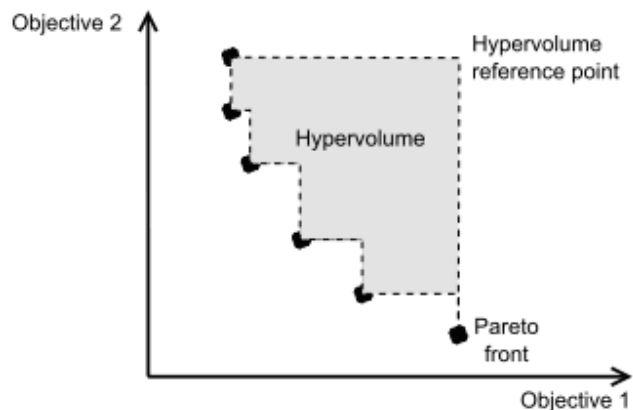 Objective 2
Hypervolume
reference point
Hypervolume
Pareto
front
Objective 1